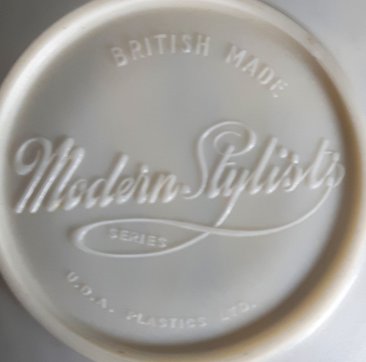 BRITISH MADE
Modern Stylists
SERIES
U.D.A. PLASTICS LTD.